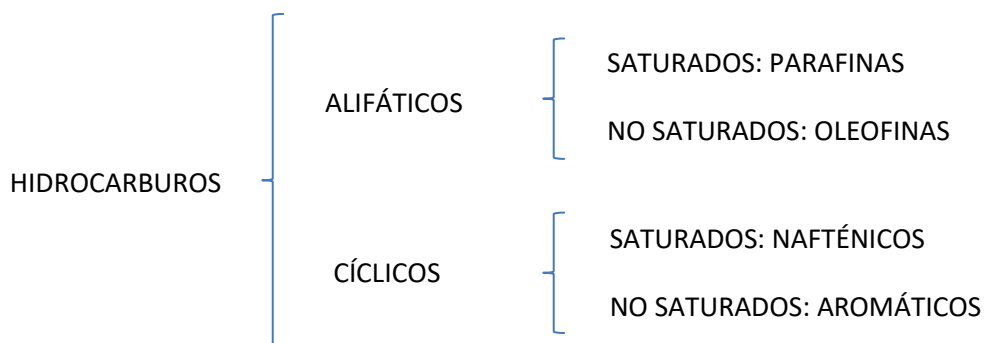 SATURADOS: PARAFINAS
ALIFÁTICOS
NO SATURADOS: OLEOFINAS
HIDROCARBUROS
SATURADOS: NAFTÉNICOS
CÍCLICOS
NO SATURADOS: AROMÁTICOS